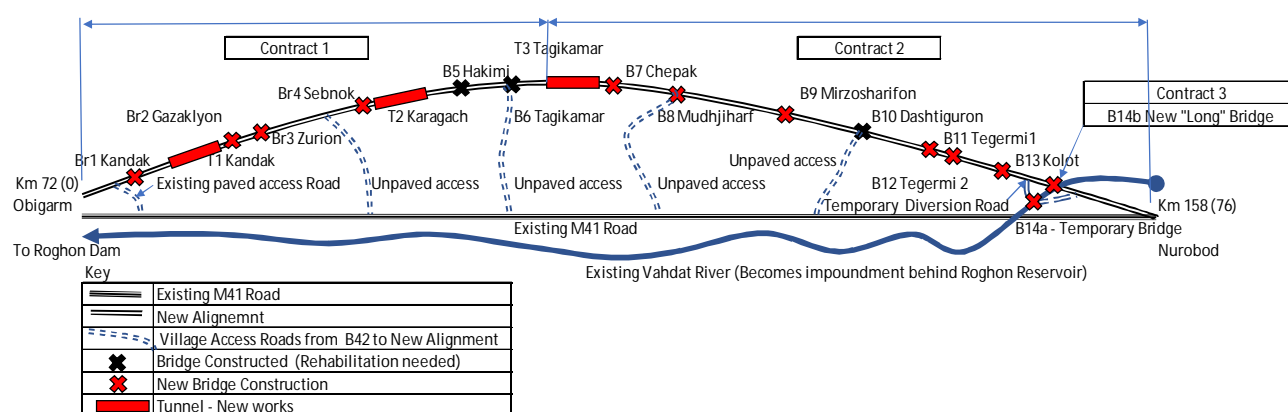 Contract 1
Contract 2
T3 Tagikamar
B5 Hakimi
B7 Chepak
Contract 3
B14b New "Long" Bridge
Br4 Sebnok
B9 Mirzosharifon
Br2 Gazaklyon
T2 Karagach
B6 Tagikamar
B8 Mudhjiharf
B10 Dashtiguron
Br3 Zurion
B11 Tegermi 1
Br1 Kandak
T1 Kandak
Unpaved access
B13 Kolot
Km 72 (0)
Obigarm
Existing paved access Road
Unpaved access
Unpaved access
Unpaved access
B12 Tegermi 2
Temporary Diversion Road
Km 158 (76)
Nurobod
Existing M41 Road
B14a - Temporary Bridge
To Roghon Dam
Existing Vahdat River (Becomes impoundment behind Roghon Reservoir)
Key
Existing M41 Road
New Alignemnt
Village Access Roads from B42 to New Alignment
Bridge Constructed (Rehabilitation needed)
New Bridge Construction
Tunnel - New works